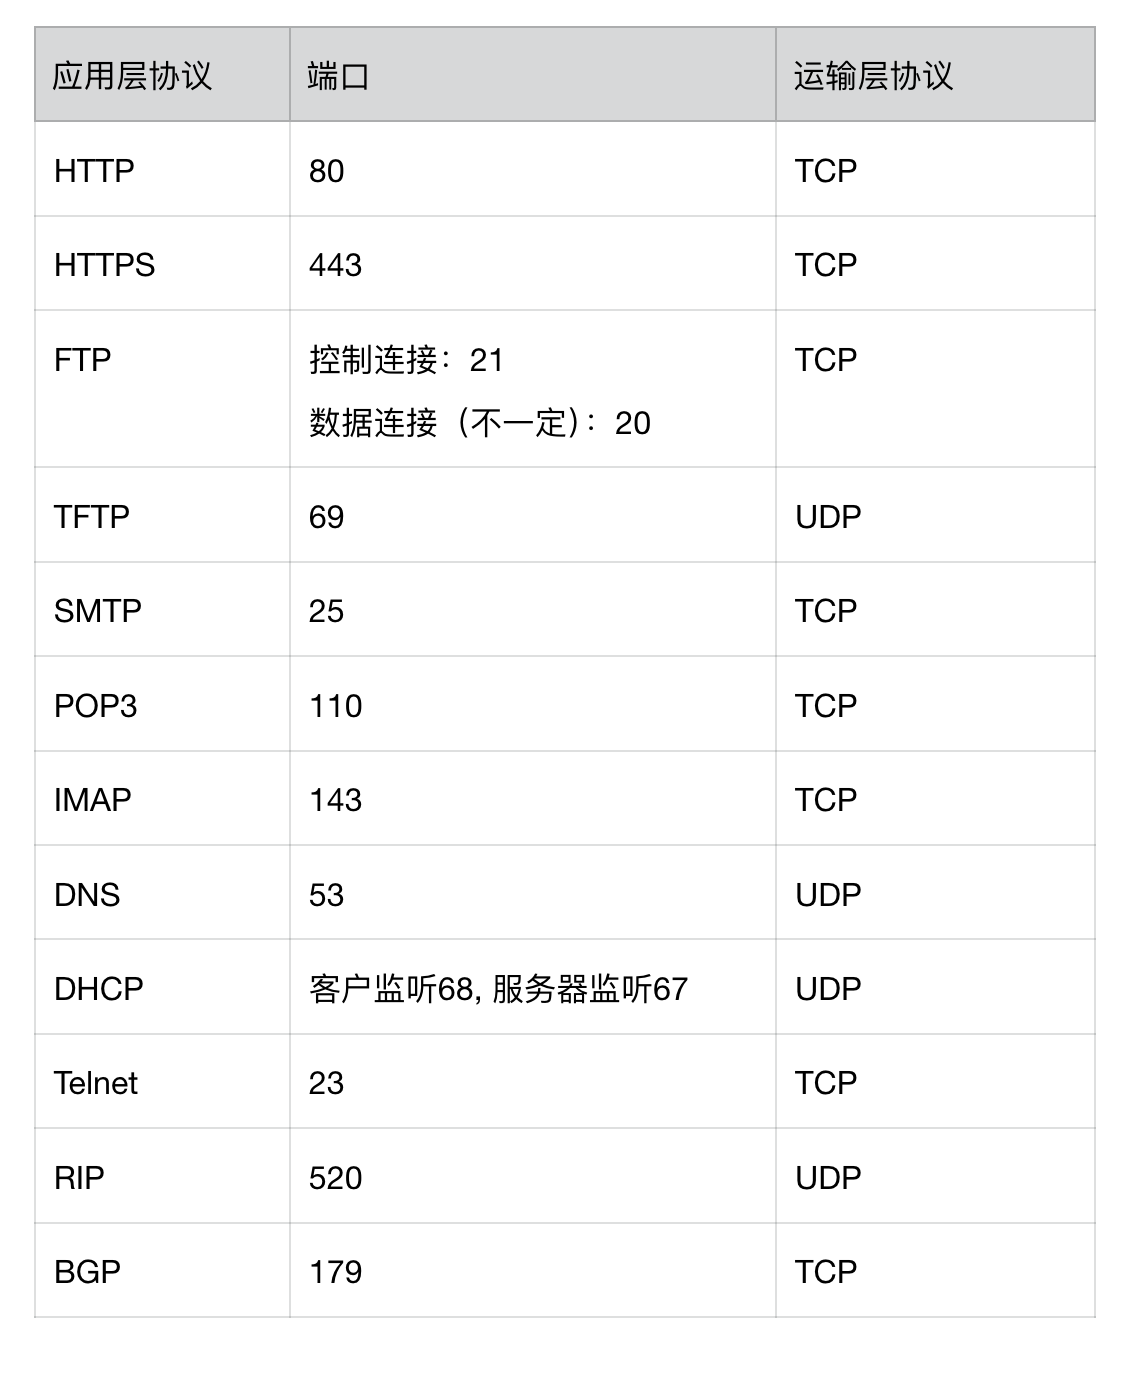 应用层协议 端口 运输层协议
HTTP 80 TCP
HTTPS 443 TCP
FTP 控制连接：21 TCP
数据连接（不一定）：20
TFTP 69 UDP
SMTP 25 TCP
POP3 110 TCP
IMAP 143 TCP
DNS 53 UDP
DHCP 客户监听68, 服务器监听67 UDP
Telnet 23 TCP
RIP 520 UDP
BGP 179 TCP